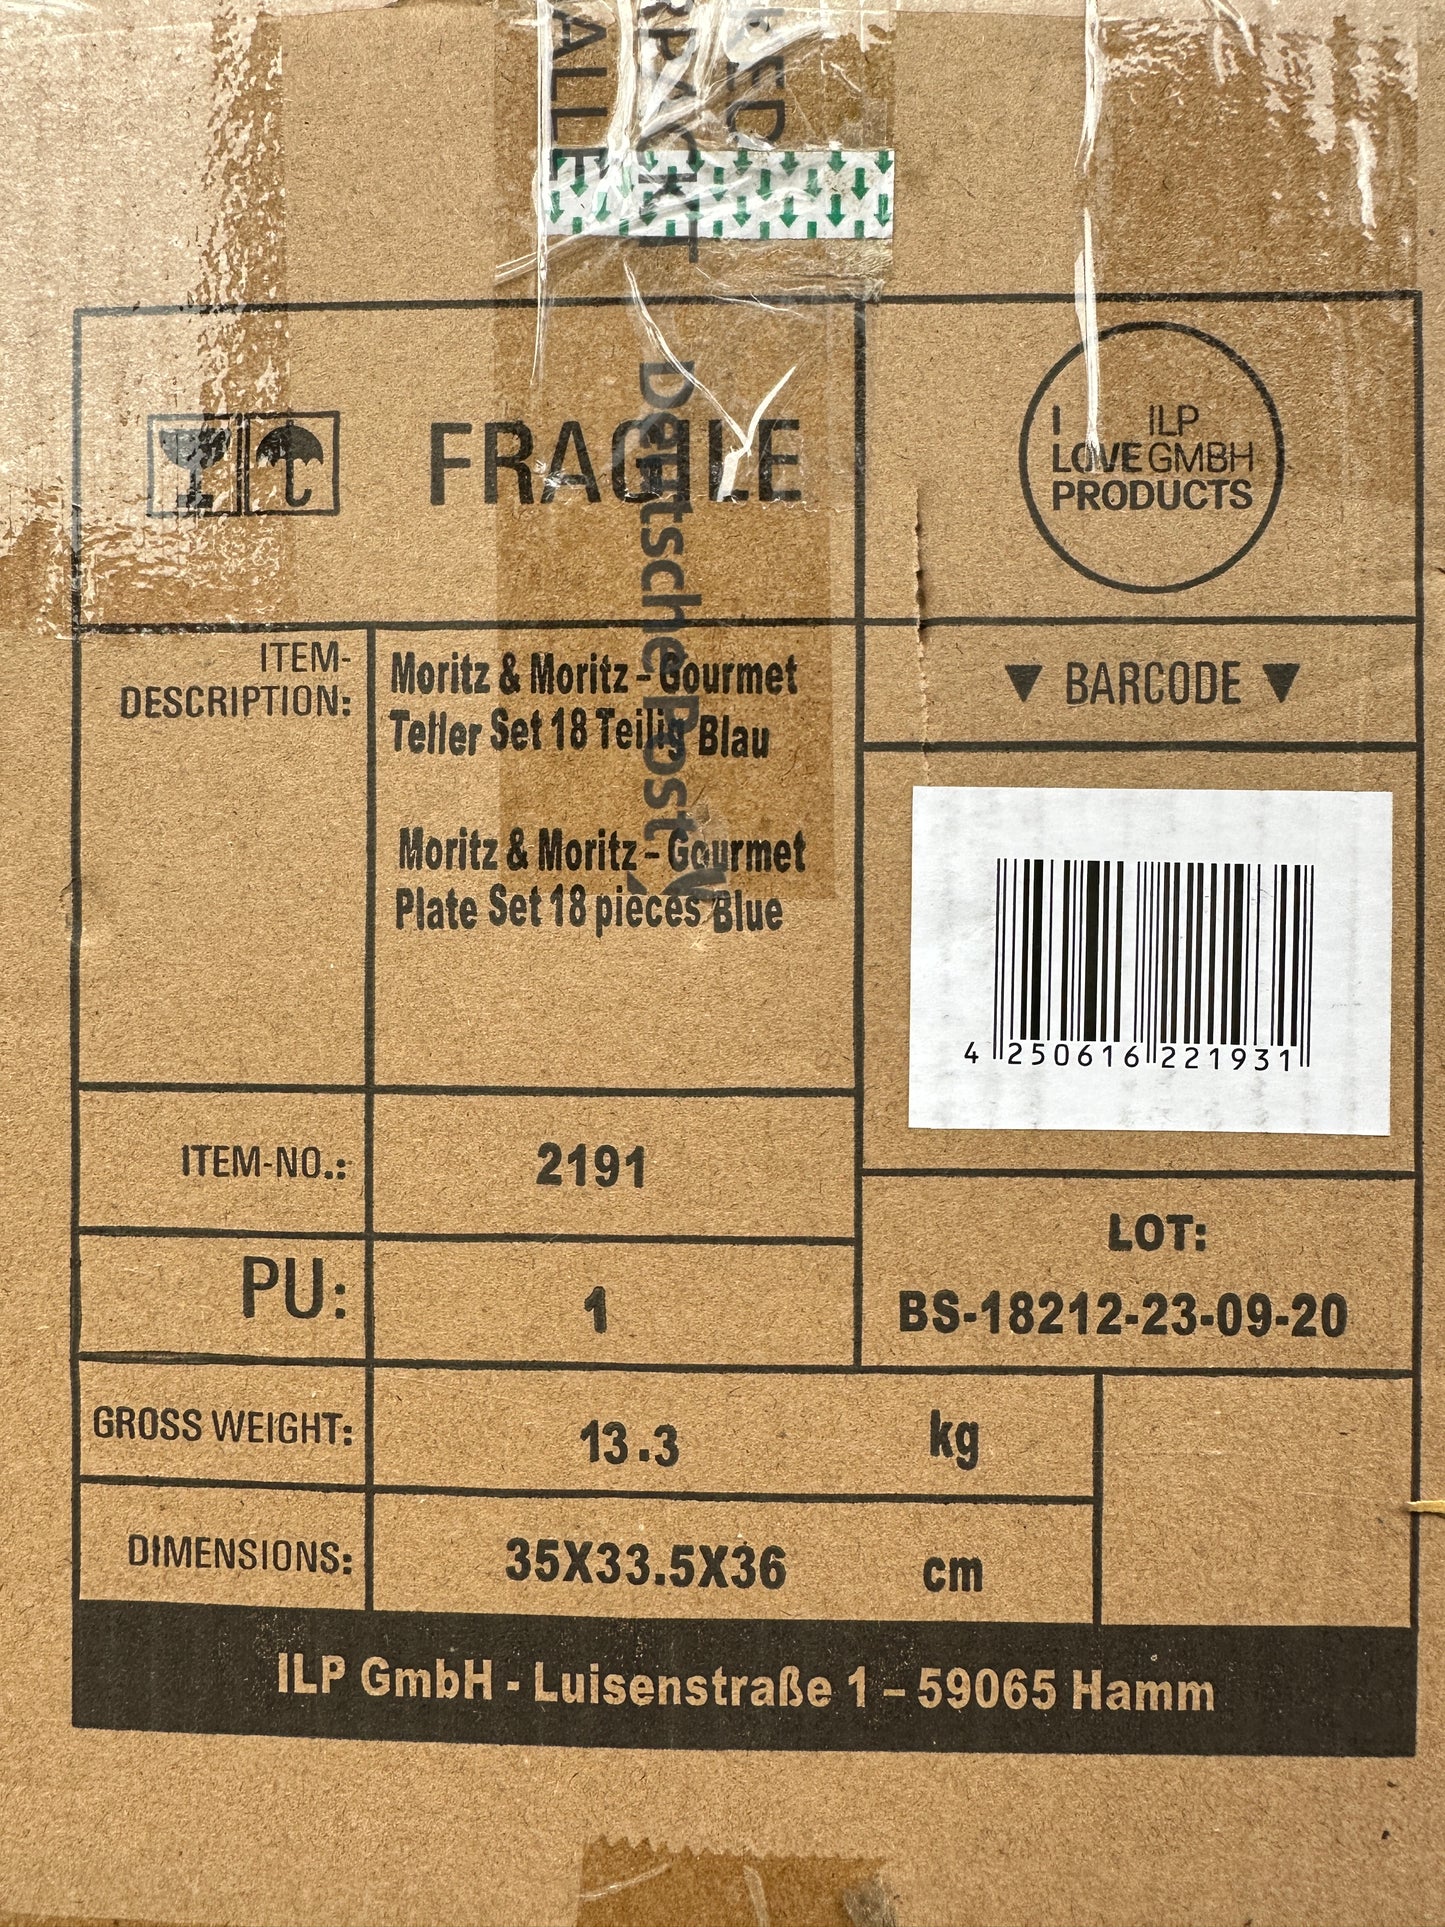 FRAGILE
Deutsche Post
I
LOVE
PRODUCTS
ILP
GMBH
ITEM-
DESCRIPTION:
Moritz & Moritz - Gourmet
Teller Set 18 Teilig Blau
Moritz & Moritz - Gourmet
Plate Set 18 pieces Blue
▼ BARCODE ▼
4 250616 221931
ITEM-NO.:
2191
PU:
1
LOT:
BS-18212-23-09-20
GROSS WEIGHT:
13.3 kg
DIMENSIONS:
35X33.5X36 cm
ILP GmbH - Luisenstraße 1 – 59065 Hamm